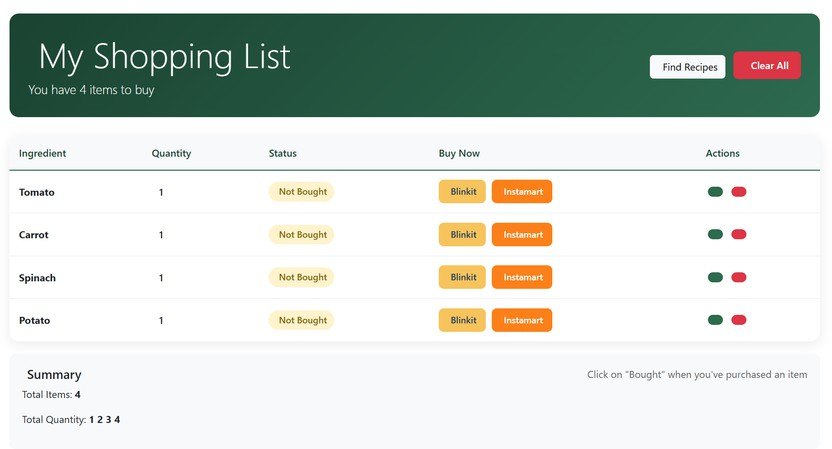 My Shopping List
You have 4 items to buy
Find Recipes Clear All
Ingredient Quantity Status Buy Now Actions
Tomato 1 Not Bought Blinkit Instamart
Carrot 1 Not Bought Blinkit Instamart
Spinach 1 Not Bought Blinkit Instamart
Potato 1 Not Bought Blinkit Instamart
Summary
Click on "Bought" when you've purchased an item
Total Items: 4
Total Quantity: 1 2 3 4